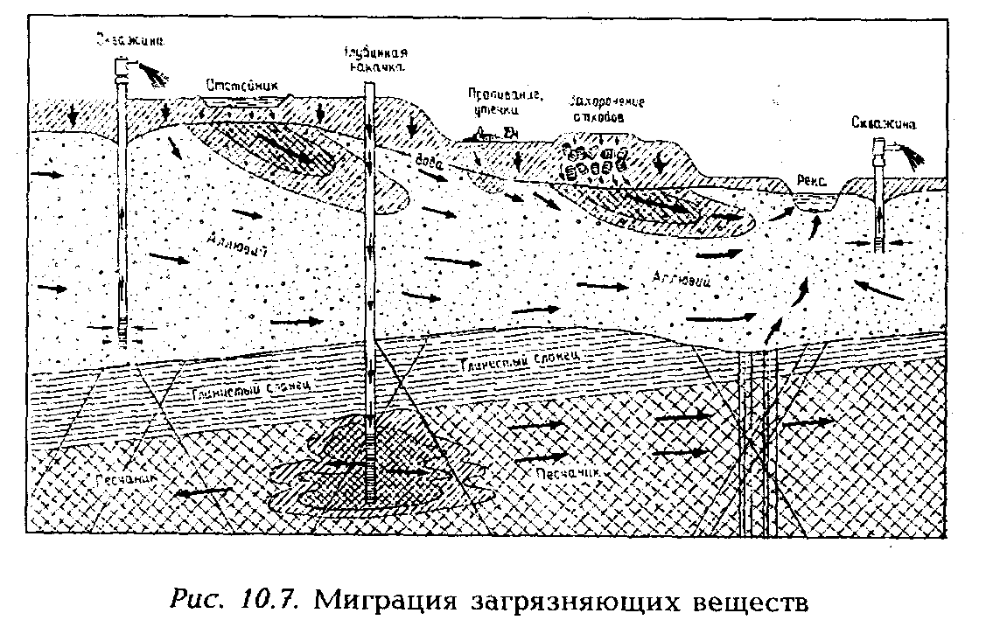 Скважина
Глубинная
накачка
Отстойник
Проливание,
утечки
Захоронение
отходов
Скважина
Вода
Река
Аллювий
Аллювий
Глинистый сланец
Глинистый сланец
Песчаник
Песчаник
Рис. 10.7. Миграция загрязняющих веществ